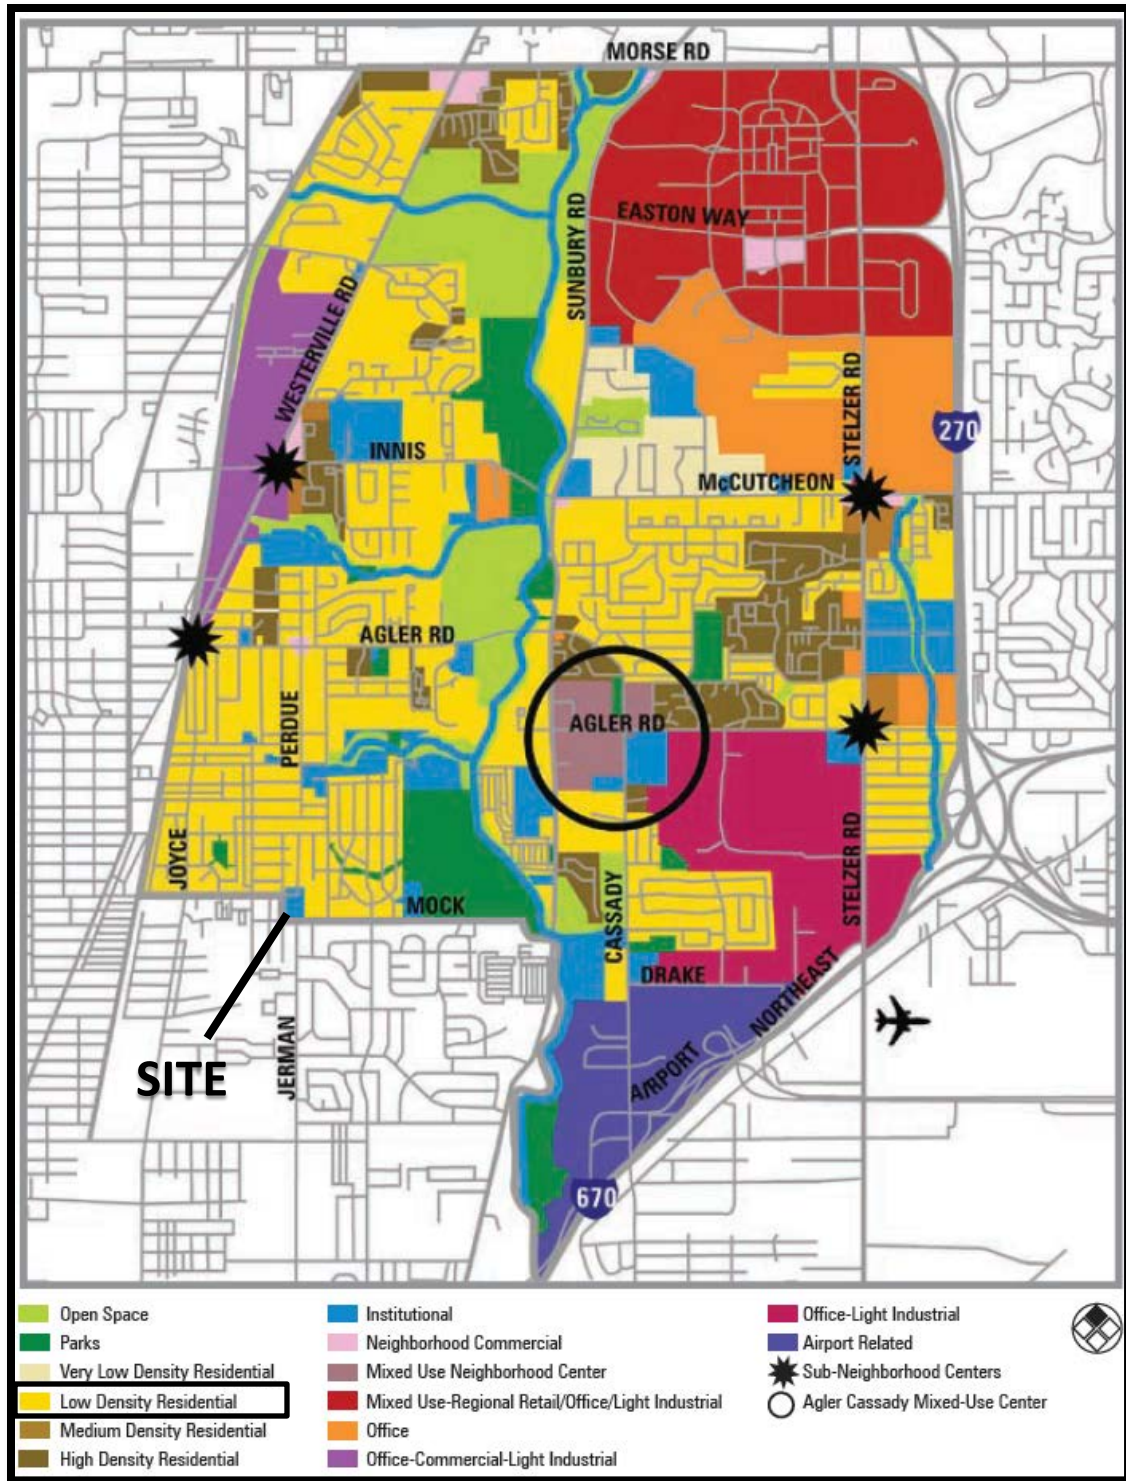 MORSE RD
EASTON WAY
SUNBURY RD
WESTERVILLE RD
STELZER RD
270
INNIS
McCUTCHEON
AGLER RD
AGLER RD
PERDUE
JOYCE
STELZER RD
MOCK
CASSADY
DRAKE
NORTHEAST
AIRPORT
JERMAN
SITE
670
Open Space
Parks
Very Low Density Residential
Low Density Residential
Medium Density Residential
High Density Residential
Institutional
Neighborhood Commercial
Mixed Use Neighborhood Center
Mixed Use-Regional Retail/Office/Light Industrial
Office
Office-Commercial-Light Industrial
Office-Light Industrial
Airport Related
Sub-Neighborhood Centers
Agler Cassady Mixed-Use Center